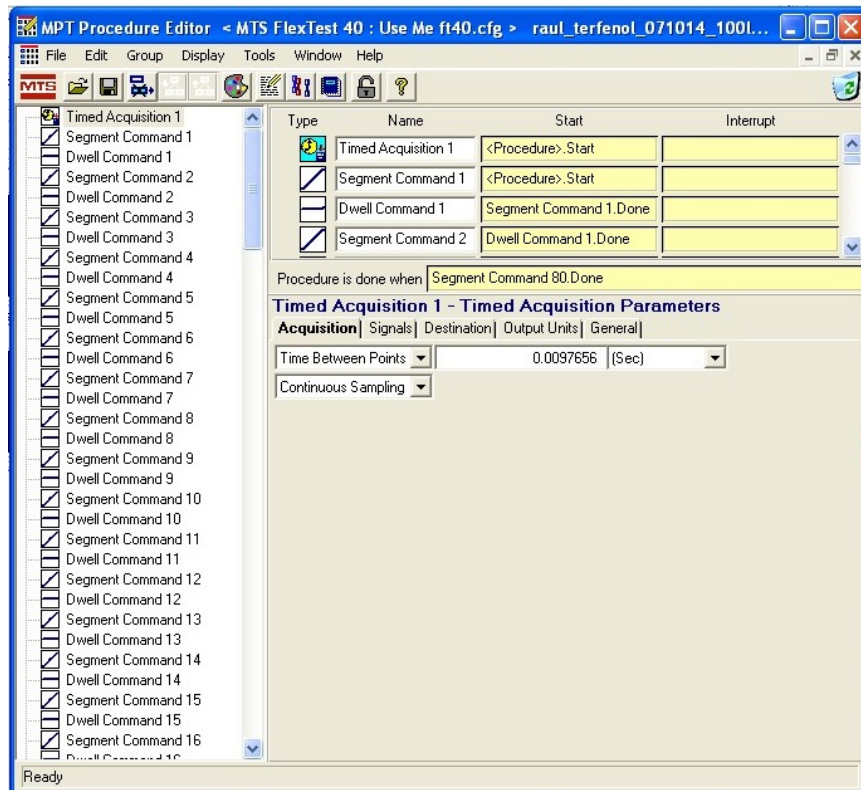 MPT Procedure Editor < MTS FlexTest 40 : Use Me ft40.cfg > raul_terfenol_071014_100l...
File Edit Group Display Tools Window Help
MTS
Timed Acquisition 1
Segment Command 1
Dwell Command 1
Segment Command 2
Dwell Command 2
Segment Command 3
Dwell Command 3
Segment Command 4
Dwell Command 4
Segment Command 5
Dwell Command 5
Segment Command 6
Dwell Command 6
Segment Command 7
Dwell Command 7
Segment Command 8
Dwell Command 8
Segment Command 9
Dwell Command 9
Segment Command 10
Dwell Command 10
Segment Command 11
Dwell Command 11
Segment Command 12
Dwell Command 12
Segment Command 13
Dwell Command 13
Segment Command 14
Dwell Command 14
Segment Command 15
Dwell Command 15
Segment Command 16
Type Name Start Interrupt
Timed Acquisition 1 <Procedure>.Start
Segment Command 1 <Procedure>.Start
Dwell Command 1 Segment Command 1.Done
Segment Command 2 Dwell Command 1.Done
Procedure is done when Segment Command 80.Done
Timed Acquisition 1 - Timed Acquisition Parameters
Acquisition Signals Destination Output Units General
Time Between Points 0.0097656 (Sec)
Continuous Sampling
Ready